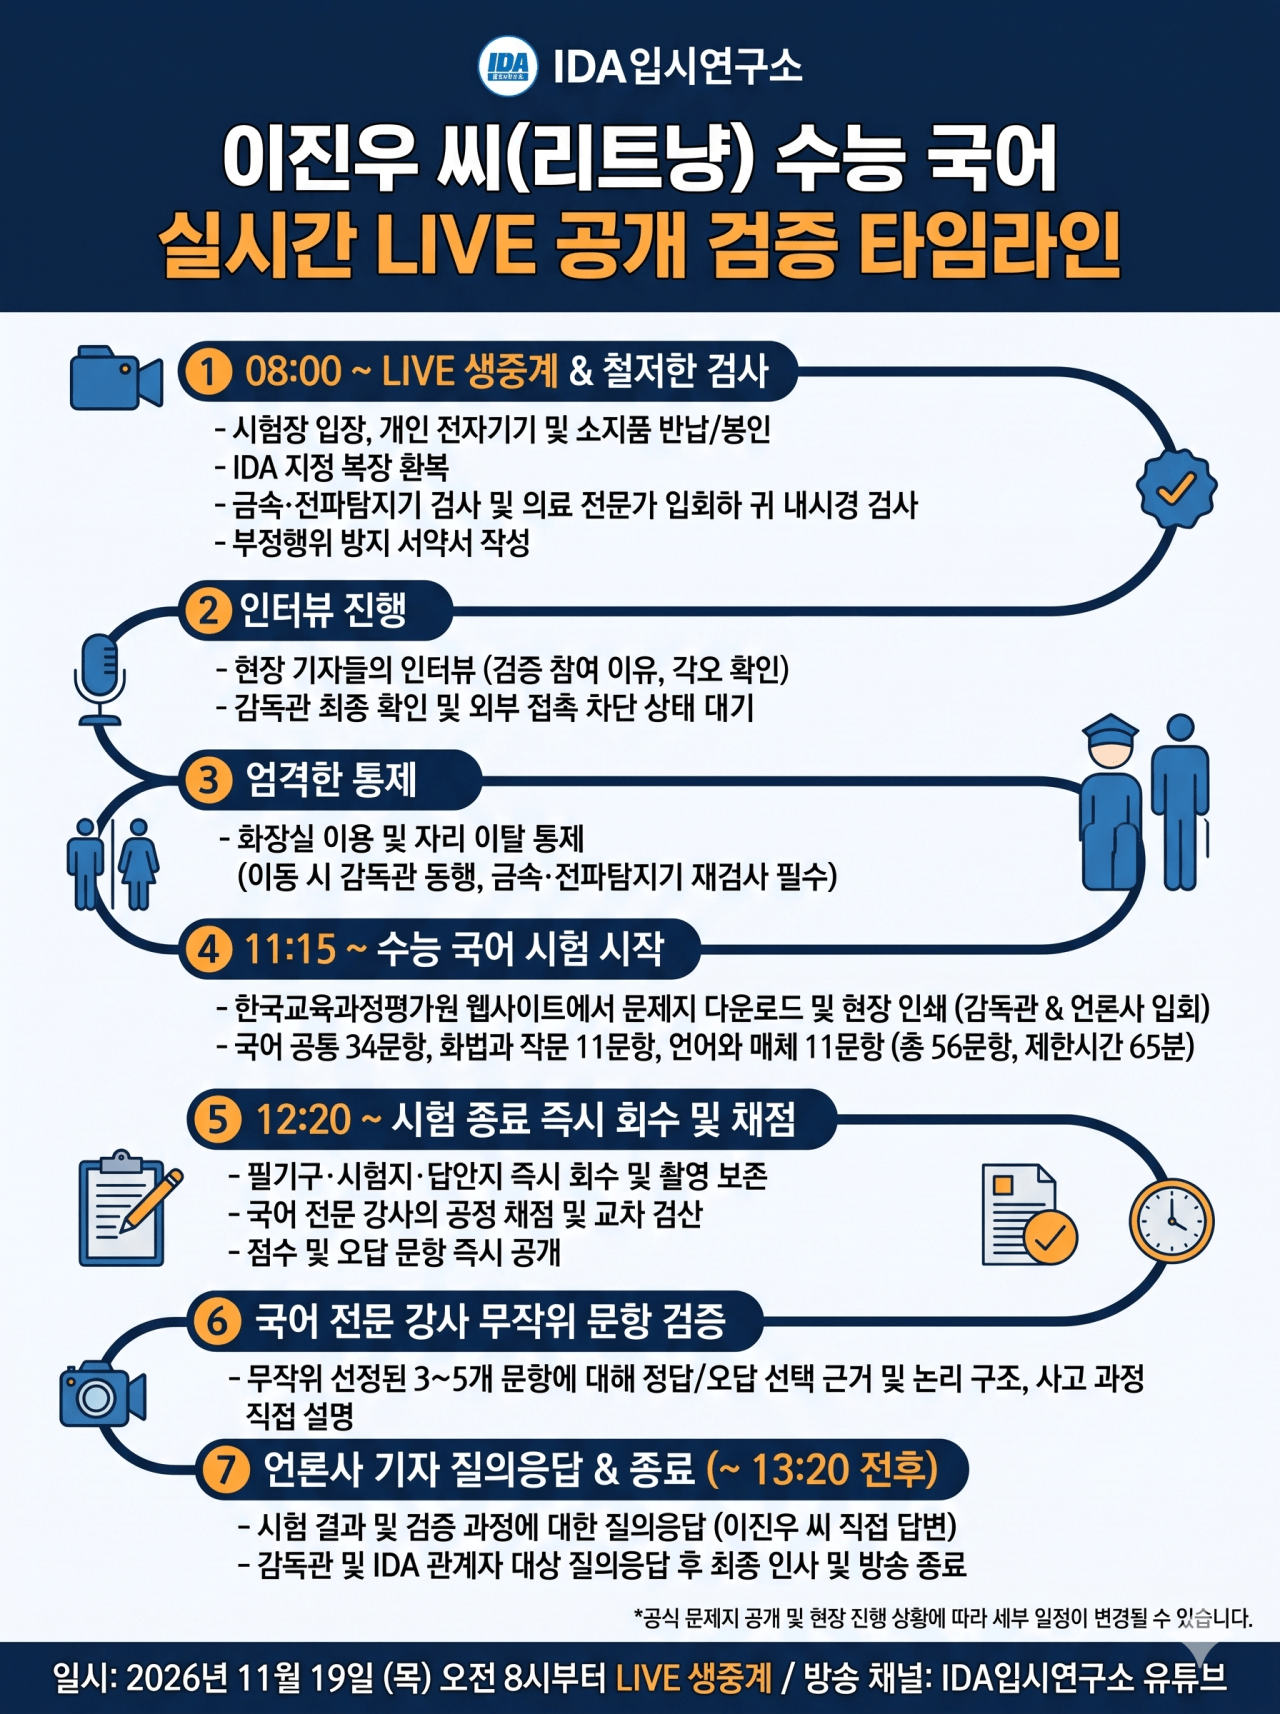 IDA
IDA입시연구소
이진우 씨(리트냥) 수능 국어
실시간 LIVE 공개 검증 타임라인
1 08:00 ~ LIVE 생중계 & 철저한 검사
- 시험장 입장, 개인 전자기기 및 소지품 반납/봉인
- IDA 지정 복장 환복
- 금속·전파탐지기 검사 및 의료 전문가 입회하 귀 내시경 검사
- 부정행위 방지 서약서 작성
2 인터뷰 진행
- 현장 기자들의 인터뷰 (검증 참여 이유, 각오 확인)
- 감독관 최종 확인 및 외부 접촉 차단 상태 대기
3 엄격한 통제
- 화장실 이용 및 자리 이탈 통제
(이동 시 감독관 동행, 금속·전파탐지기 재검사 필수)
4 11:15 ~ 수능 국어 시험 시작
- 한국교육과정평가원 웹사이트에서 문제지 다운로드 및 현장 인쇄 (감독관 & 언론사 입회)
- 국어 공통 34문항, 화법과 작문 11문항, 언어와 매체 11문항 (총 56문항, 제한시간 65분)
5 12:20 ~ 시험 종료 즉시 회수 및 채점
- 필기구·시험지·답안지 즉시 회수 및 촬영 보존
- 국어 전문 강사의 공정 채점 및 교차 검산
- 점수 및 오답 문항 즉시 공개
6 국어 전문 강사 무작위 문항 검증
- 무작위 선정된 3~5개 문항에 대해 정답/오답 선택 근거 및 논리 구조, 사고 과정
직접 설명
7 언론사 기자 질의응답 & 종료 (~ 13:20 전후)
- 시험 결과 및 검증 과정에 대한 질의응답 (이진우 씨 직접 답변)
- 감독관 및 IDA 관계자 대상 질의응답 후 최종 인사 및 방송 종료
*공식 문제지 공개 및 현장 진행 상황에 따라 세부 일정이 변경될 수 있습니다.
일시: 2026년 11월 19일 (목) 오전 8시부터 LIVE 생중계 / 방송 채널: IDA입시연구소 유튜브